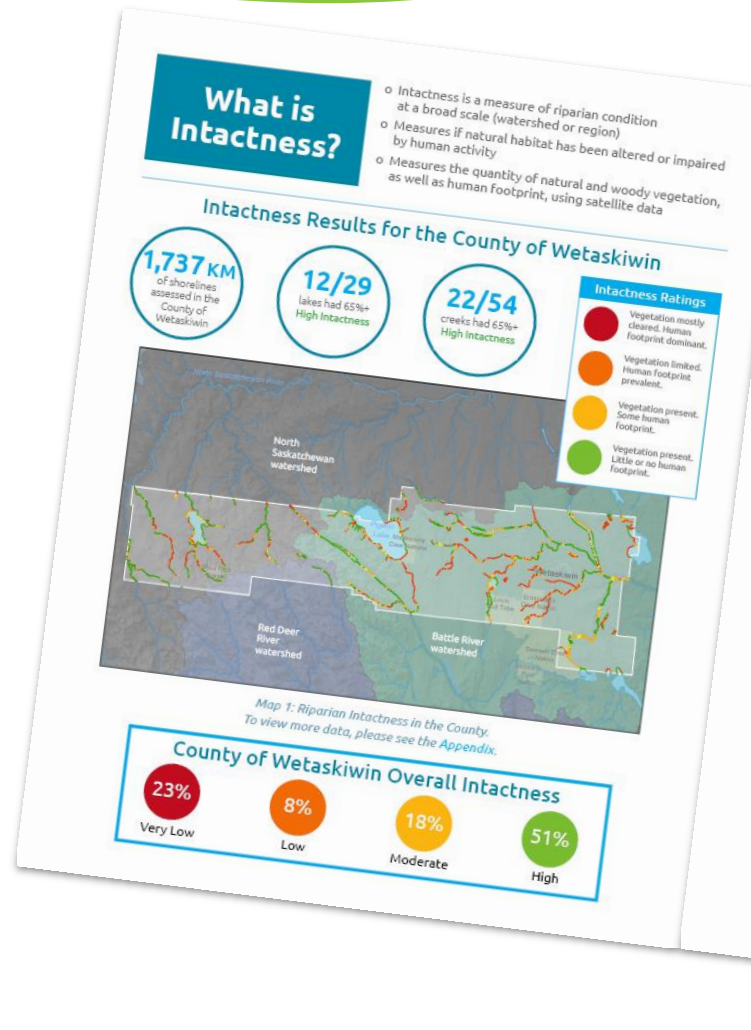 What is
Intactness?
o Intactness is a measure of riparian condition
at a broad scale (watershed or region)
o Measures if natural habitat has been altered or impaired
by human activity
o Measures the quantity of natural and woody vegetation,
as well as human footprint, using satellite data
Intactness Results for the County of Wetaskiwin
1,737 KM
of shorelines
assessed in the
County of
Wetaskiwin
12/29
lakes had 65%+
High Intactness
22/54
creeks had 65%+
High Intactness
Intactness Ratings
Vegetation mostly
cleared. Human
footprint dominant.
Vegetation limited.
Human footprint
prevalent.
Vegetation present.
Some human
footprint.
Vegetation present.
Little or no human
footprint.
North Saskatchewan River
North
Saskatchewan
watershed
Wetaskiwin
Red Deer
River
watershed
Battle River
watershed
Map 1: Riparian Intactness in the County.
To view more data, please see the Appendix.
County of Wetaskiwin Overall Intactness
23%
Very Low
8%
Low
18%
Moderate
51%
High